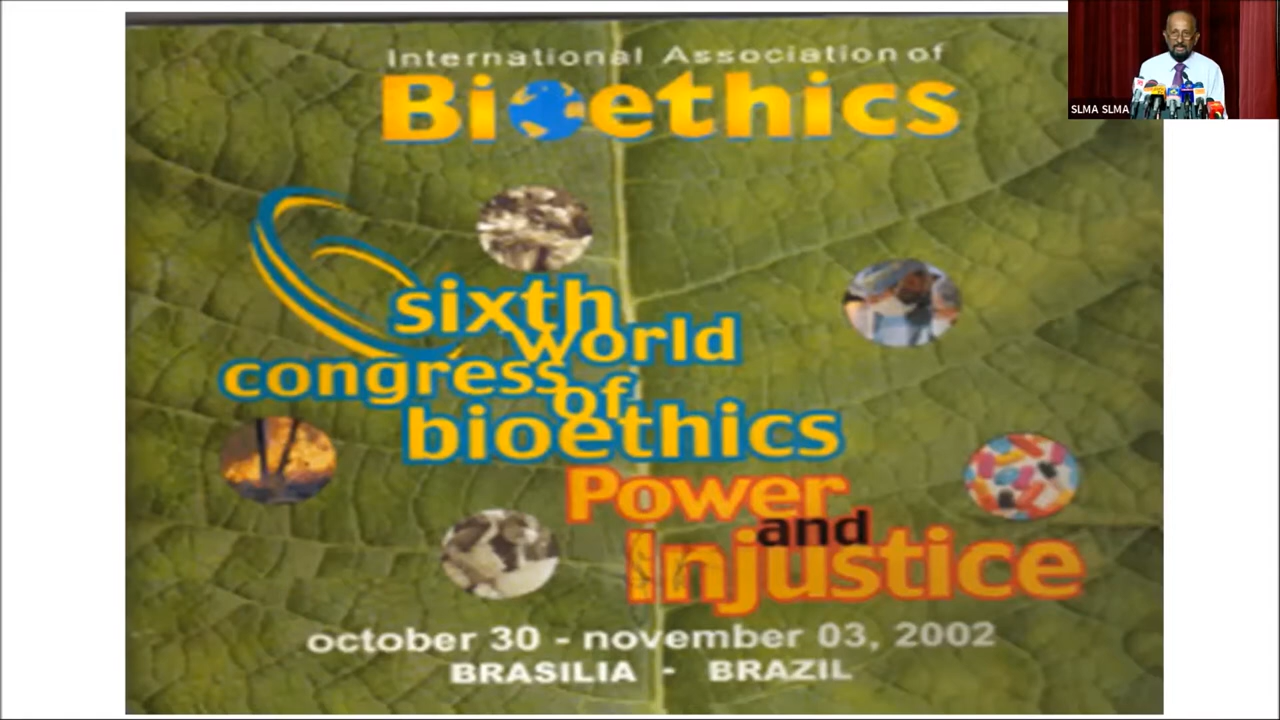 International Association of
Bioethics
sixth
world
congress
of
bioethics
Power
and
Injustice
october 30 - november 03, 2002
BRASILIA - BRAZIL
SLMA SLMA